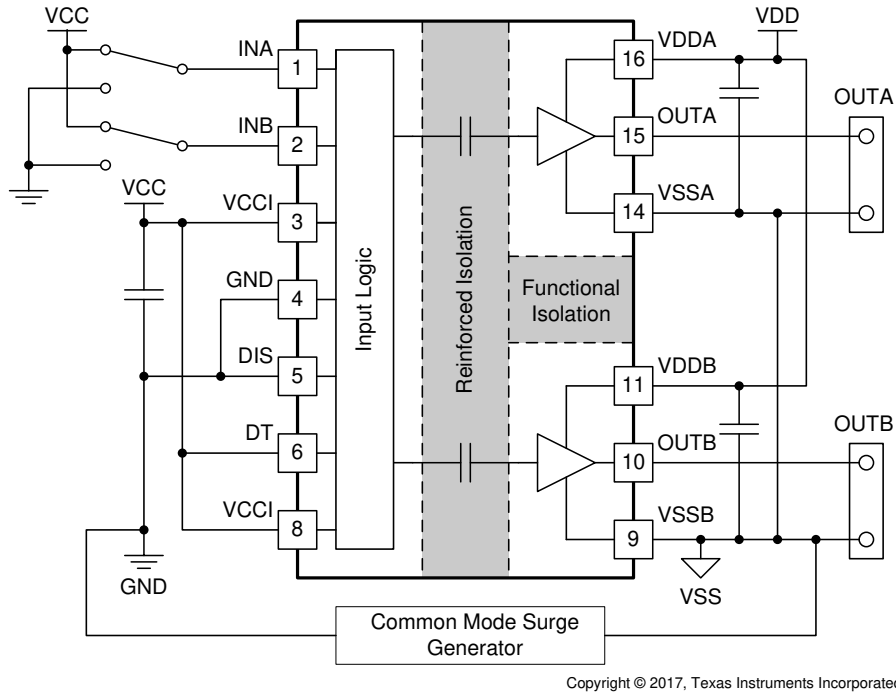 VCC
INA
1
INB
2
VCC
VCCI
3
GND
4
DIS
5
DT
6
VCCI
8
GND
Input Logic
Reinforced Isolation
Functional
Isolation
VDD
VDDA
16
OUTA
15
OUTA
VSSA
14
VDDB
11
OUTB
10
OUTB
VSSB
9
VSS
Common Mode Surge
Generator
Copyright © 2017, Texas Instruments Incorporated